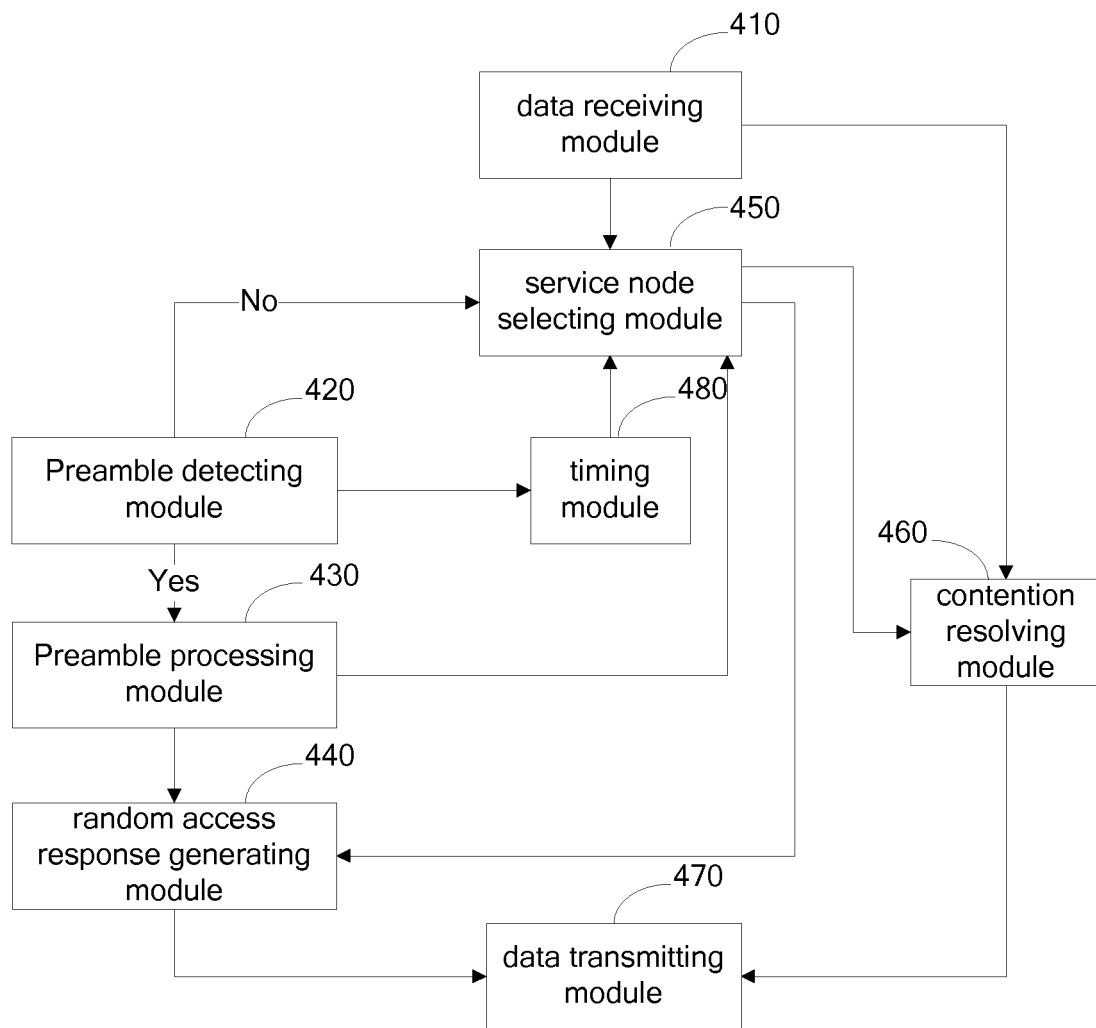 410
data receiving
module
450
service node
selecting module
No
420
480
Preamble detecting
module
timing
module
460
Yes
430
contention
resolving
module
Preamble processing
module
440
random access
response generating
module
470
data transmitting
module